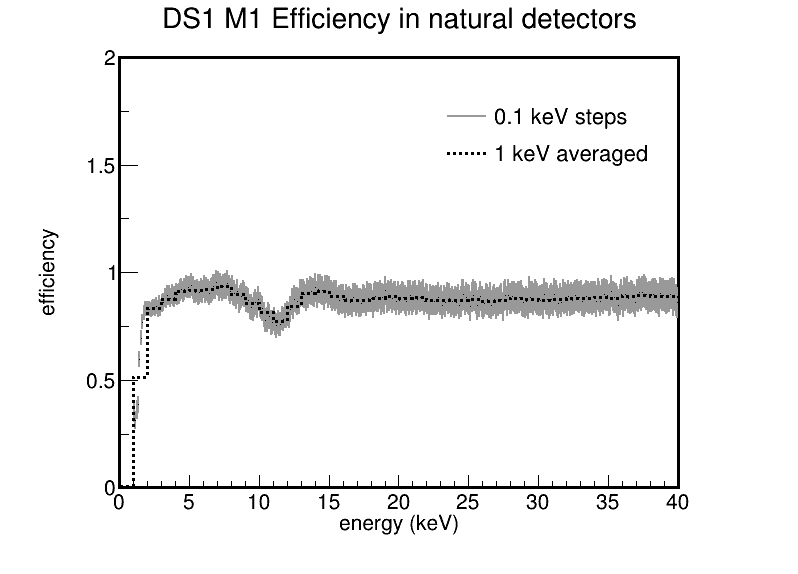 DS1 M1 Efficiency in natural detectors
2
0.1 keV steps
1 keV averaged
1.5
efficiency
1
0.5
0
0 5 10 15 20 25 30 35 40
energy (keV)